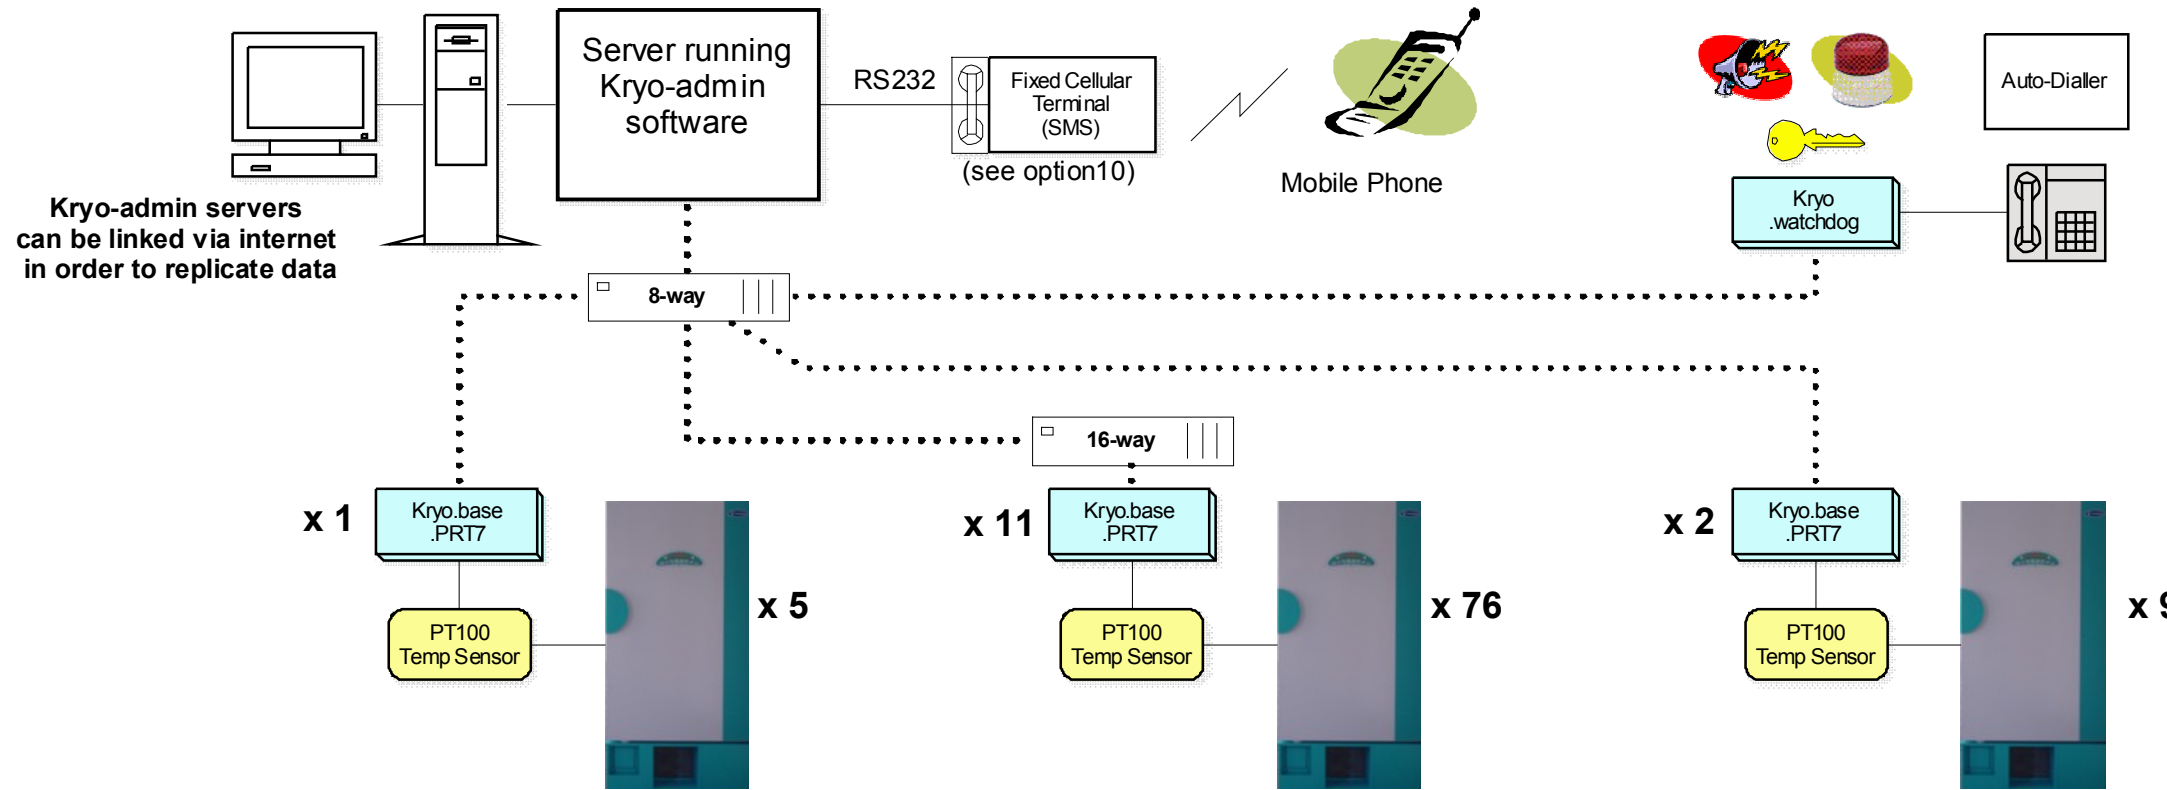 Server running
Kryo-admin
software
RS232
Fixed Cellular
Terminal
(SMS)
(see option10)
Mobile Phone
Auto-Dialler
Kryo
.watchdog
Kryo-admin servers
can be linked via internet
in order to replicate data
8-way
16-way
x 1
Kryo.base
.PRT7
PT100
Temp Sensor
x 5
x 11
Kryo.base
.PRT7
PT100
Temp Sensor
x 76
x 2
Kryo.base
.PRT7
PT100
Temp Sensor
x